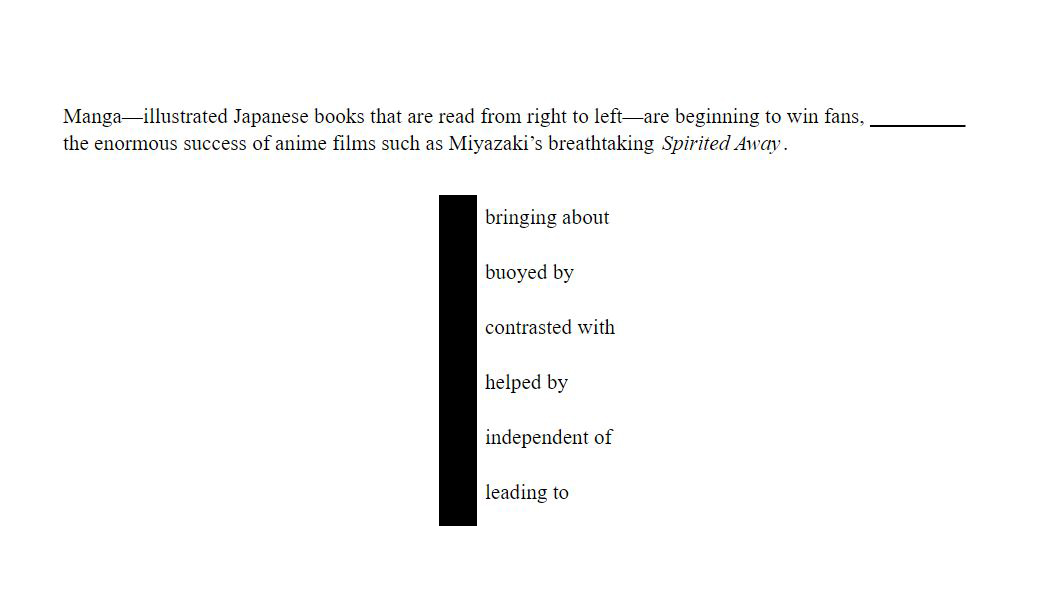 Manga—illustrated Japanese books that are read from right to left—are beginning to win fans, __________
the enormous success of anime films such as Miyazaki’s breathtaking Spirited Away.
bringing about
buoyed by
contrasted with
helped by
independent of
leading to